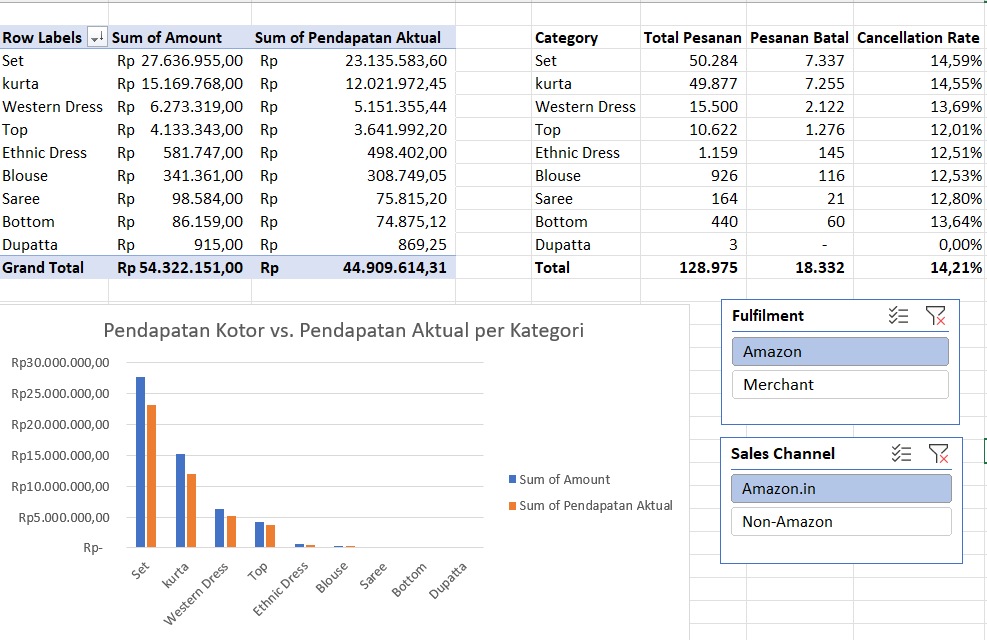 Row Labels Sum of Amount Sum of Pendapatan Aktual
Set Rp 27.636.955,00 Rp 23.135.583,60
kurta Rp 15.169.768,00 Rp 12.021.972,45
Western Dress Rp 6.273.319,00 Rp 5.151.355,44
Top Rp 4.133.343,00 Rp 3.641.992,20
Ethnic Dress Rp 581.747,00 Rp 498.402,00
Blouse Rp 341.361,00 Rp 308.749,05
Saree Rp 98.584,00 Rp 75.815,20
Bottom Rp 86.159,00 Rp 74.875,12
Dupatta Rp 915,00 Rp 869,25
Grand Total Rp 54.322.151,00 Rp 44.909.614,31
Category Total Pesanan Pesanan Batal Cancellation Rate
Set 50.284 7.337 14,59%
kurta 49.877 7.255 14,55%
Western Dress 15.500 2.122 13,69%
Top 10.622 1.276 12,01%
Ethnic Dress 1.159 145 12,51%
Blouse 926 116 12,53%
Saree 164 21 12,80%
Bottom 440 60 13,64%
Dupatta 3 - 0,00%
Total 128.975 18.332 14,21%
Pendapatan Kotor vs. Pendapatan Aktual per Kategori
Rp30.000.000,00
Rp25.000.000,00
Rp20.000.000,00
Rp15.000.000,00
Rp10.000.000,00
Rp5.000.000,00
Rp-
Set
kurta
Western Dress
Top
Ethnic Dress
Blouse
Saree
Bottom
Dupatta
Sum of Amount
Sum of Pendapatan Aktual
Fulfilment
Amazon
Merchant
Sales Channel
Amazon.in
Non-Amazon